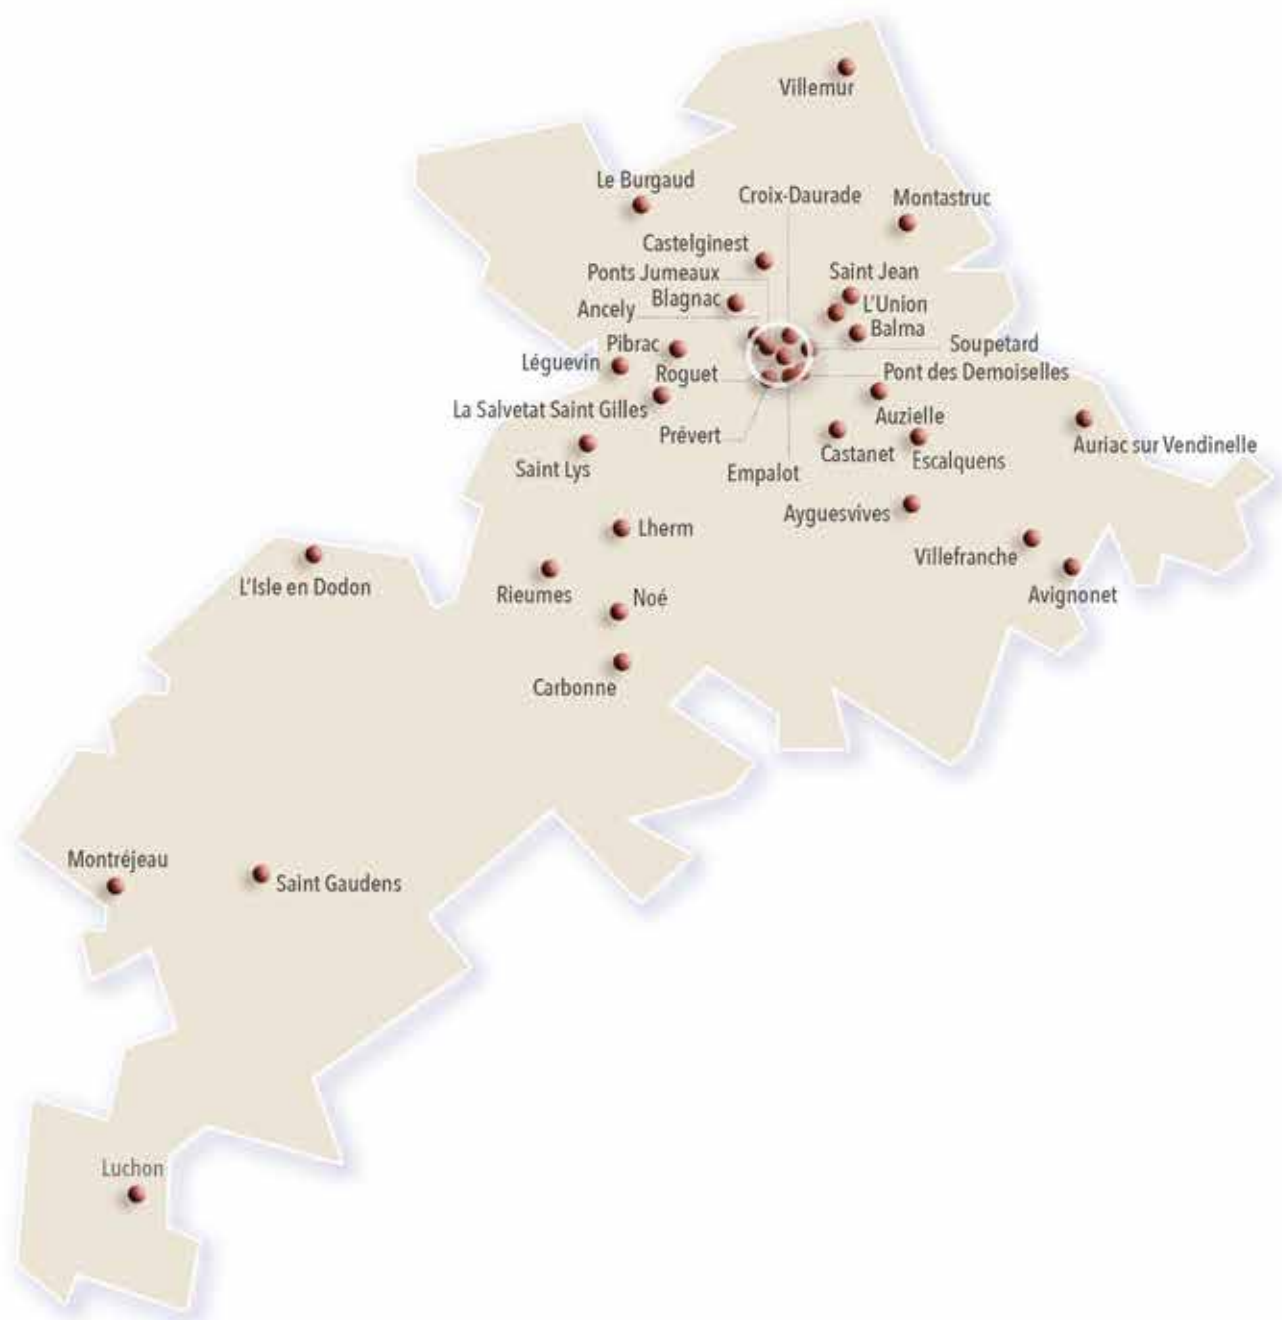 Villemur
Le Burgaud
Croix-Daurade
Montastruc
Castelginest
Ponts Jumeaux
Saint Jean
Ancely
Blagnac
L'Union
Balma
Pibrac
Soupetard
Léguevin
Roguet
Pont des Demoiselles
La Salvetat Saint Gilles
Auzielle
Prévert
Castanet
Escalquens
Auriac sur Vendinelle
Saint Lys
Empalot
Ayguesvives
Lherm
Villefranche
L'Isle en Dodon
Rieumes
Noé
Avignonet
Carbonne
Montréjeau
Saint Gaudens
Luchon